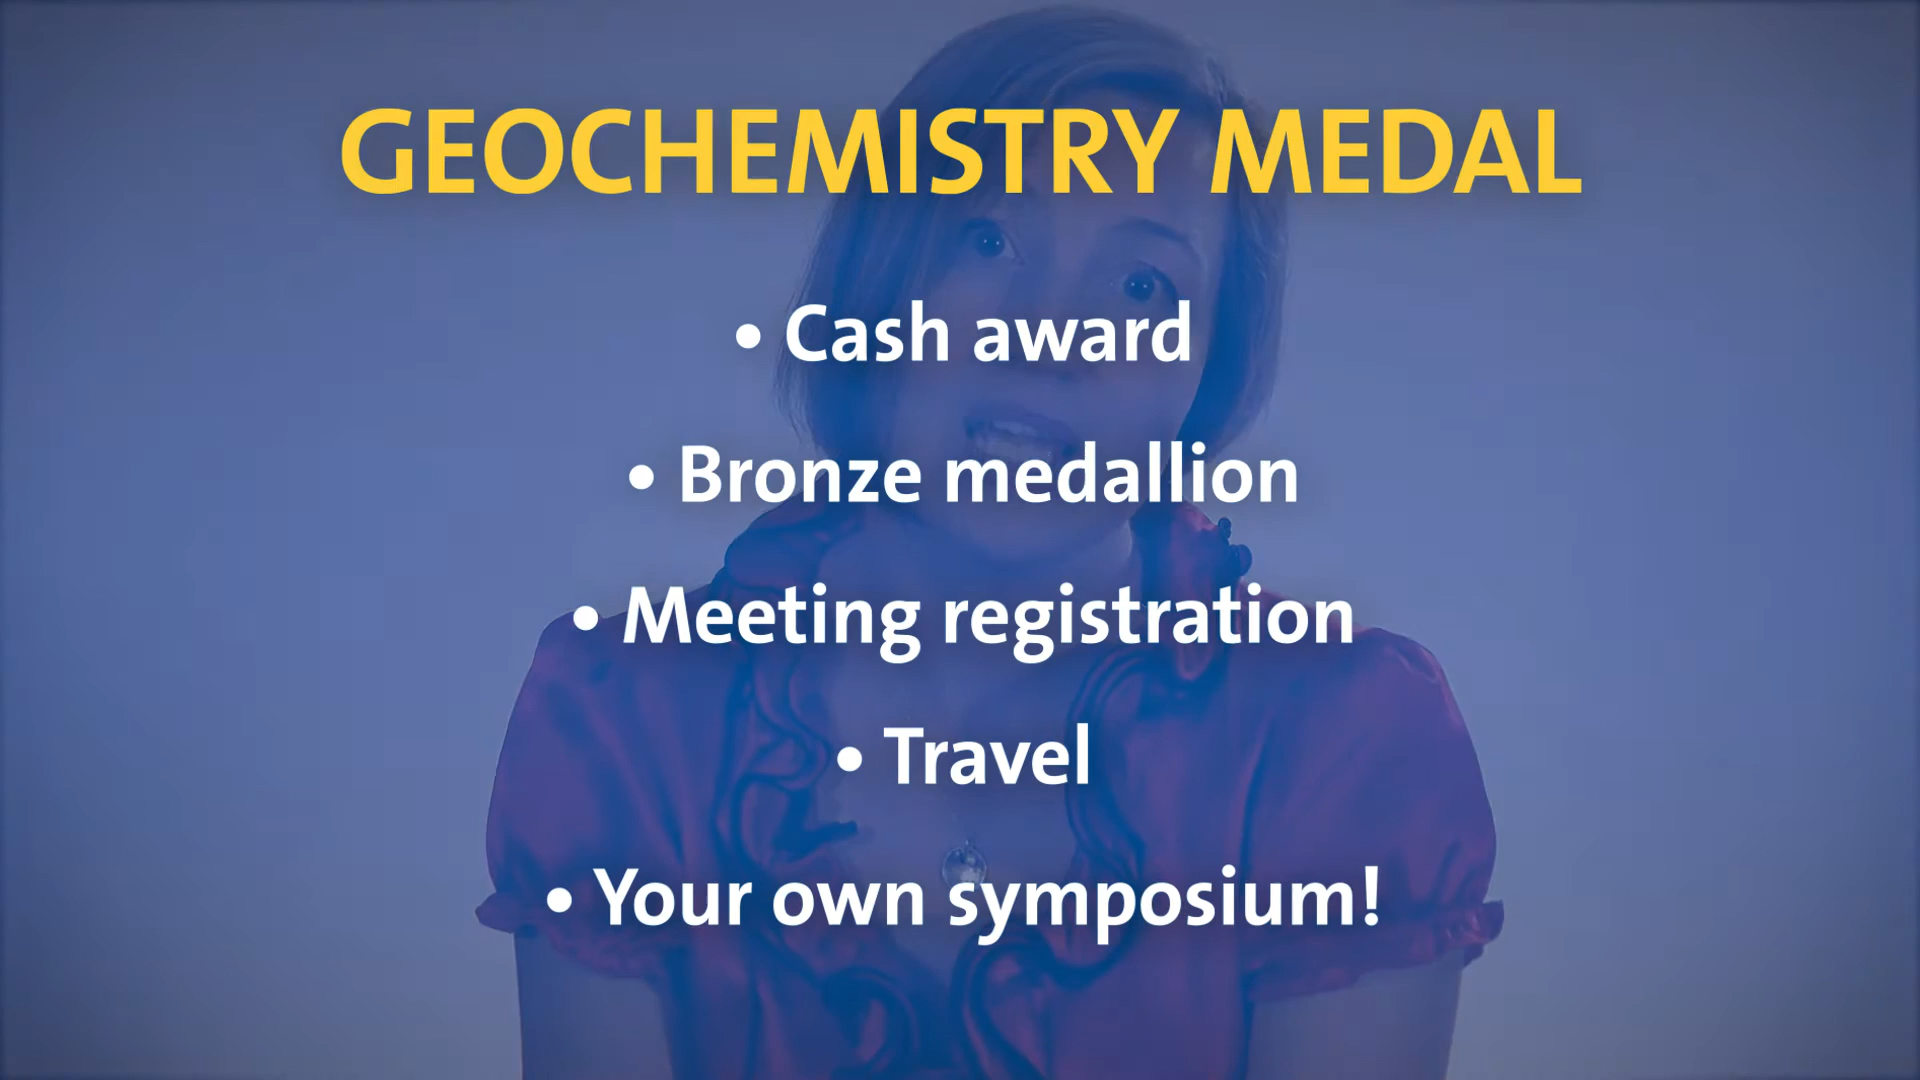 GEOCHEMISTRY MEDAL
• Cash award
• Bronze medallion
• Meeting registration
• Travel
• Your own symposium!